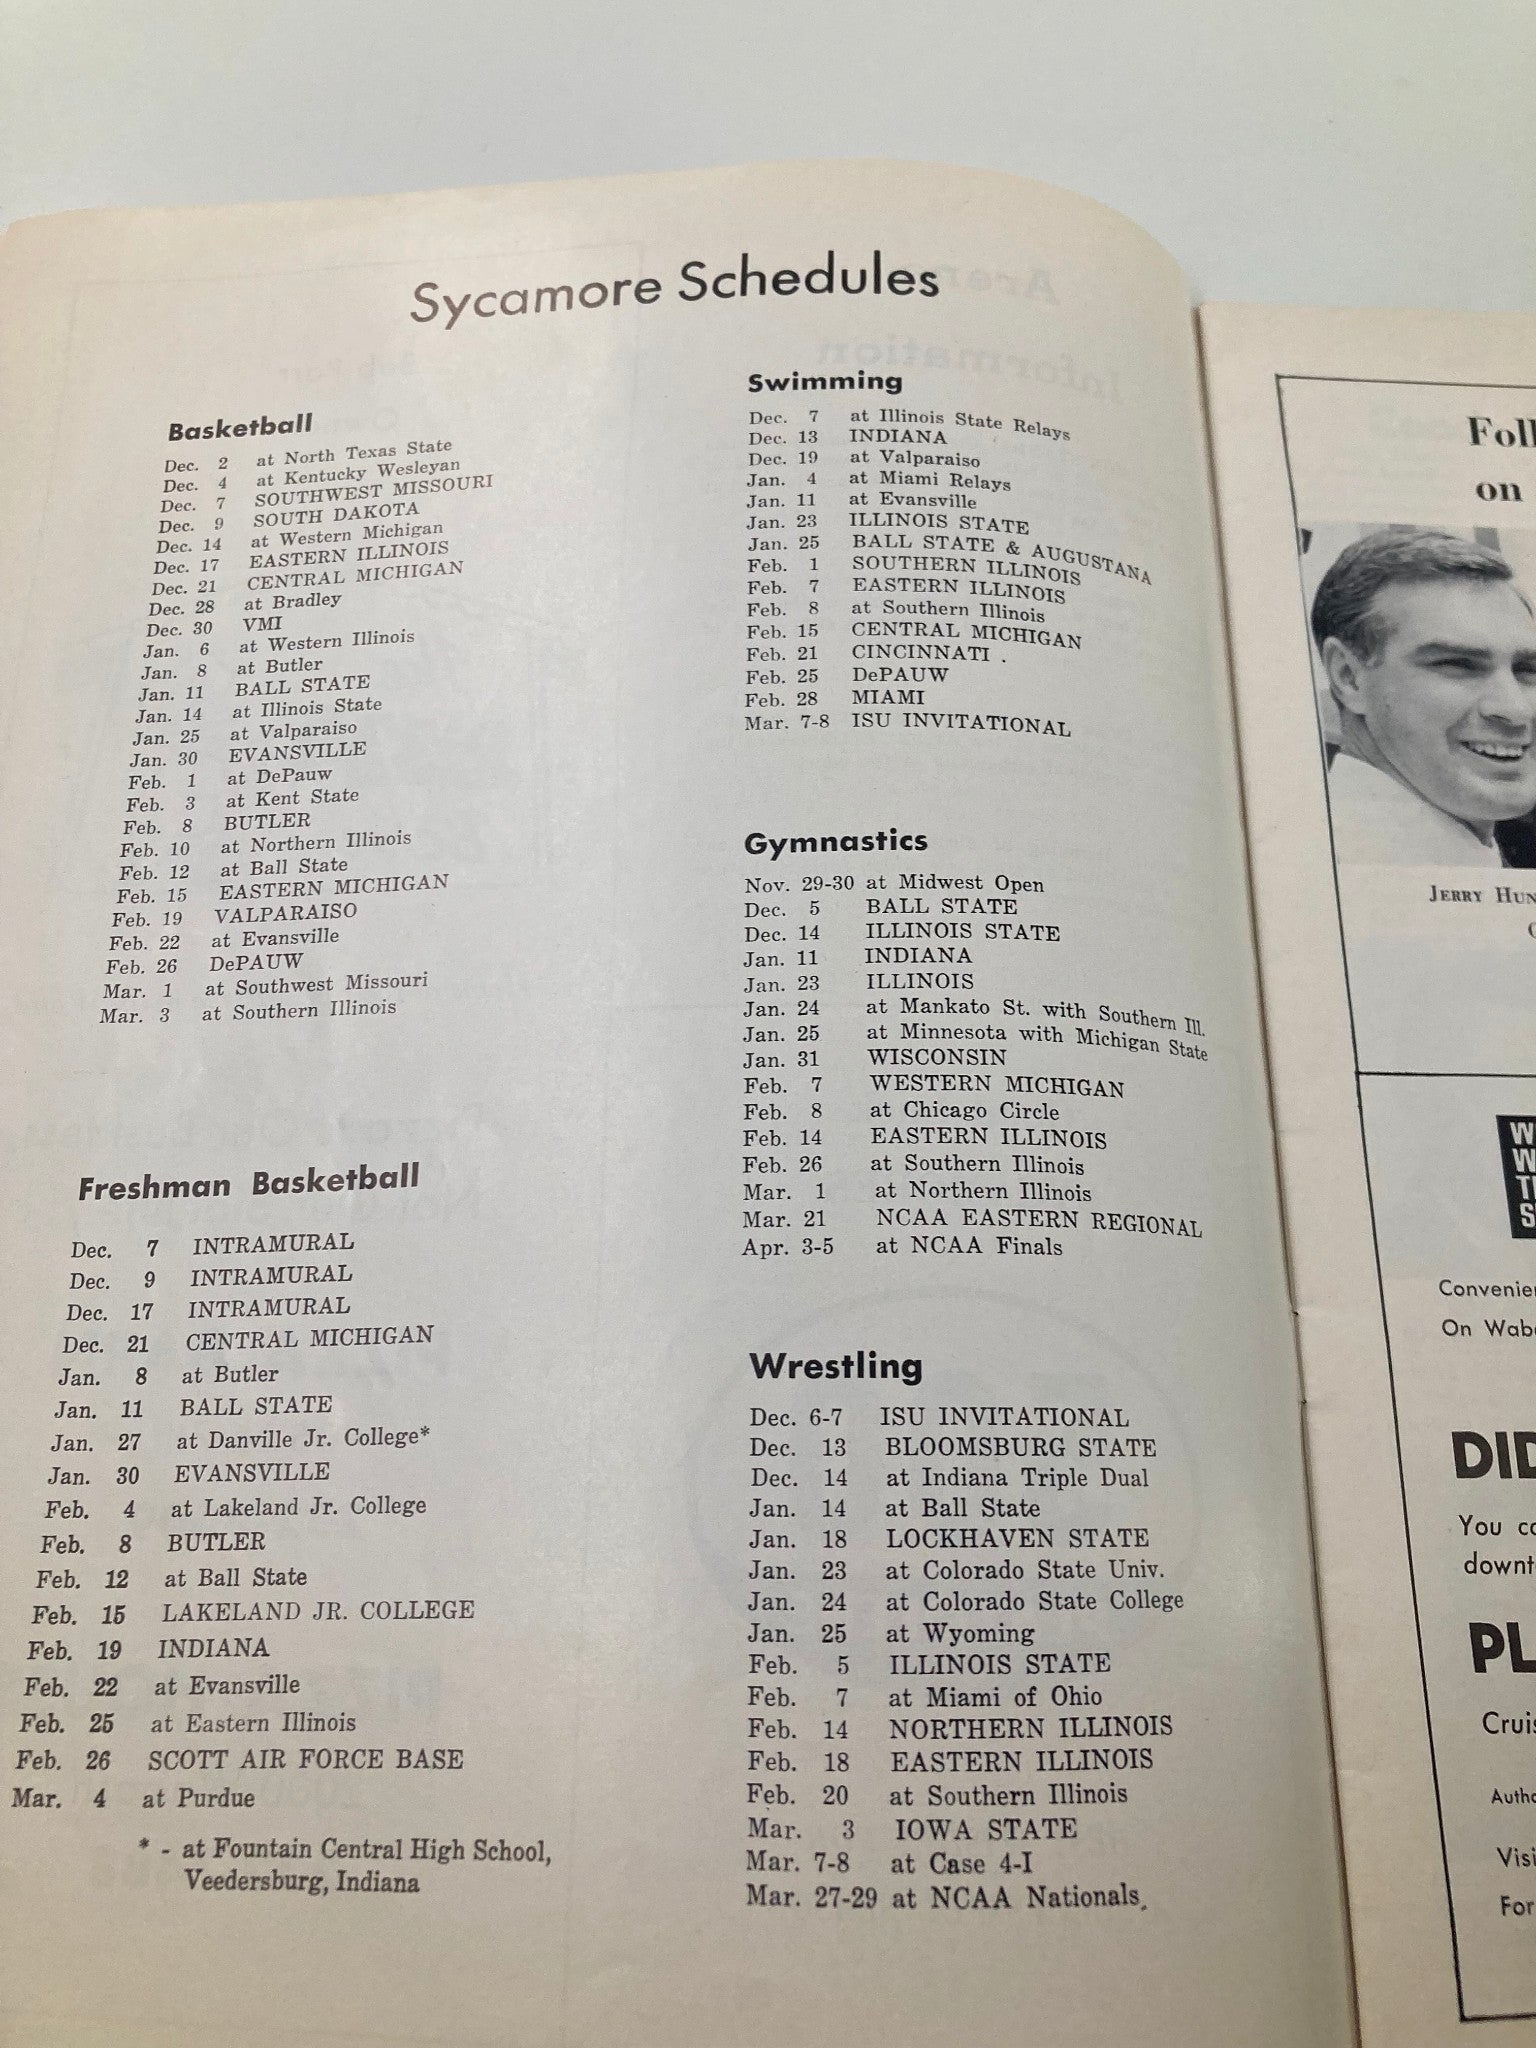 Sycamore Schedules
Basketball
Dec. 2 at North Texas State
Dec. 4 at Kentucky Wesleyan
Dec. 7 SOUTHWEST MISSOURI
Dec. 9 SOUTH DAKOTA
Dec. 14 at Western Michigan
Dec. 17 EASTERN ILLINOIS
Dec. 21 CENTRAL MICHIGAN
Dec. 28 at Bradley
Dec. 30 VMI
Jan. 6 at Western Illinois
Jan. 8 at Butler
Jan. 11 BALL STATE
Jan. 14 at Illinois State
Jan. 25 at Valparaiso
Jan. 30 EVANSVILLE
Feb. 1 at DePauw
Feb. 3 at Kent State
Feb. 8 BUTLER
Feb. 10 at Northern Illinois
Feb. 12 at Ball State
Feb. 15 EASTERN MICHIGAN
Feb. 19 VALPARAISO
Feb. 22 at Evansville
Feb. 26 DePAUW
Mar. 1 at Southwest Missouri
Mar. 3 at Southern Illinois
Freshman Basketball
Dec. 7 INTRAMURAL
Dec. 9 INTRAMURAL
Dec. 17 INTRAMURAL
Dec. 21 CENTRAL MICHIGAN
Jan. 8 at Butler
Jan. 11 BALL STATE
Jan. 27 at Danville Jr. College*
Jan. 30 EVANSVILLE
Feb. 4 at Lakeland Jr. College
Feb. 8 BUTLER
Feb. 12 at Ball State
Feb. 15 LAKELAND JR. COLLEGE
Feb. 19 INDIANA
Feb. 22 at Evansville
Feb. 25 at Eastern Illinois
Feb. 26 SCOTT AIR FORCE BASE
Mar. 4 at Purdue
* - at Fountain Central High School,
Veedersburg, Indiana
Swimming
Dec. 7 at Illinois State Relays
Dec. 13 INDIANA
Dec. 19 at Valparaiso
Jan. 4 at Miami Relays
Jan. 11 at Evansville
Jan. 23 ILLINOIS STATE
Jan. 25 BALL STATE & AUGUSTANA
Feb. 1 SOUTHERN ILLINOIS
Feb. 7 EASTERN ILLINOIS
Feb. 8 at Southern Illinois
Feb. 15 CENTRAL MICHIGAN
Feb. 21 CINCINNATI .
Feb. 25 DePAUW
Feb. 28 MIAMI
Mar. 7-8 ISU INVITATIONAL
Gymnastics
Nov. 29-30 at Midwest Open
Dec. 5 BALL STATE
Dec. 14 ILLINOIS STATE
Jan. 11 INDIANA
Jan. 23 ILLINOIS
Jan. 24 at Mankato St. with Southern Ill.
Jan. 25 at Minnesota with Michigan State
Jan. 31 WISCONSIN
Feb. 7 WESTERN MICHIGAN
Feb. 8 at Chicago Circle
Feb. 14 EASTERN ILLINOIS
Feb. 26 at Southern Illinois
Mar. 1 at Northern Illinois
Mar. 21 NCAA EASTERN REGIONAL
Apr. 3-5 at NCAA Finals
Wrestling
Dec. 6-7 ISU INVITATIONAL
Dec. 13 BLOOMSBURG STATE
Dec. 14 at Indiana Triple Dual
Jan. 14 at Ball State
Jan. 18 LOCKHAVEN STATE
Jan. 23 at Colorado State Univ.
Jan. 24 at Colorado State College
Jan. 25 at Wyoming
Feb. 5 ILLINOIS STATE
Feb. 7 at Miami of Ohio
Feb. 14 NORTHERN ILLINOIS
Feb. 18 EASTERN ILLINOIS
Feb. 20 at Southern Illinois
Mar. 3 IOWA STATE
Mar. 7-8 at Case 4-I
Mar. 27-29 at NCAA Nationals.
on
JERRY
On
DID
You
PL
For